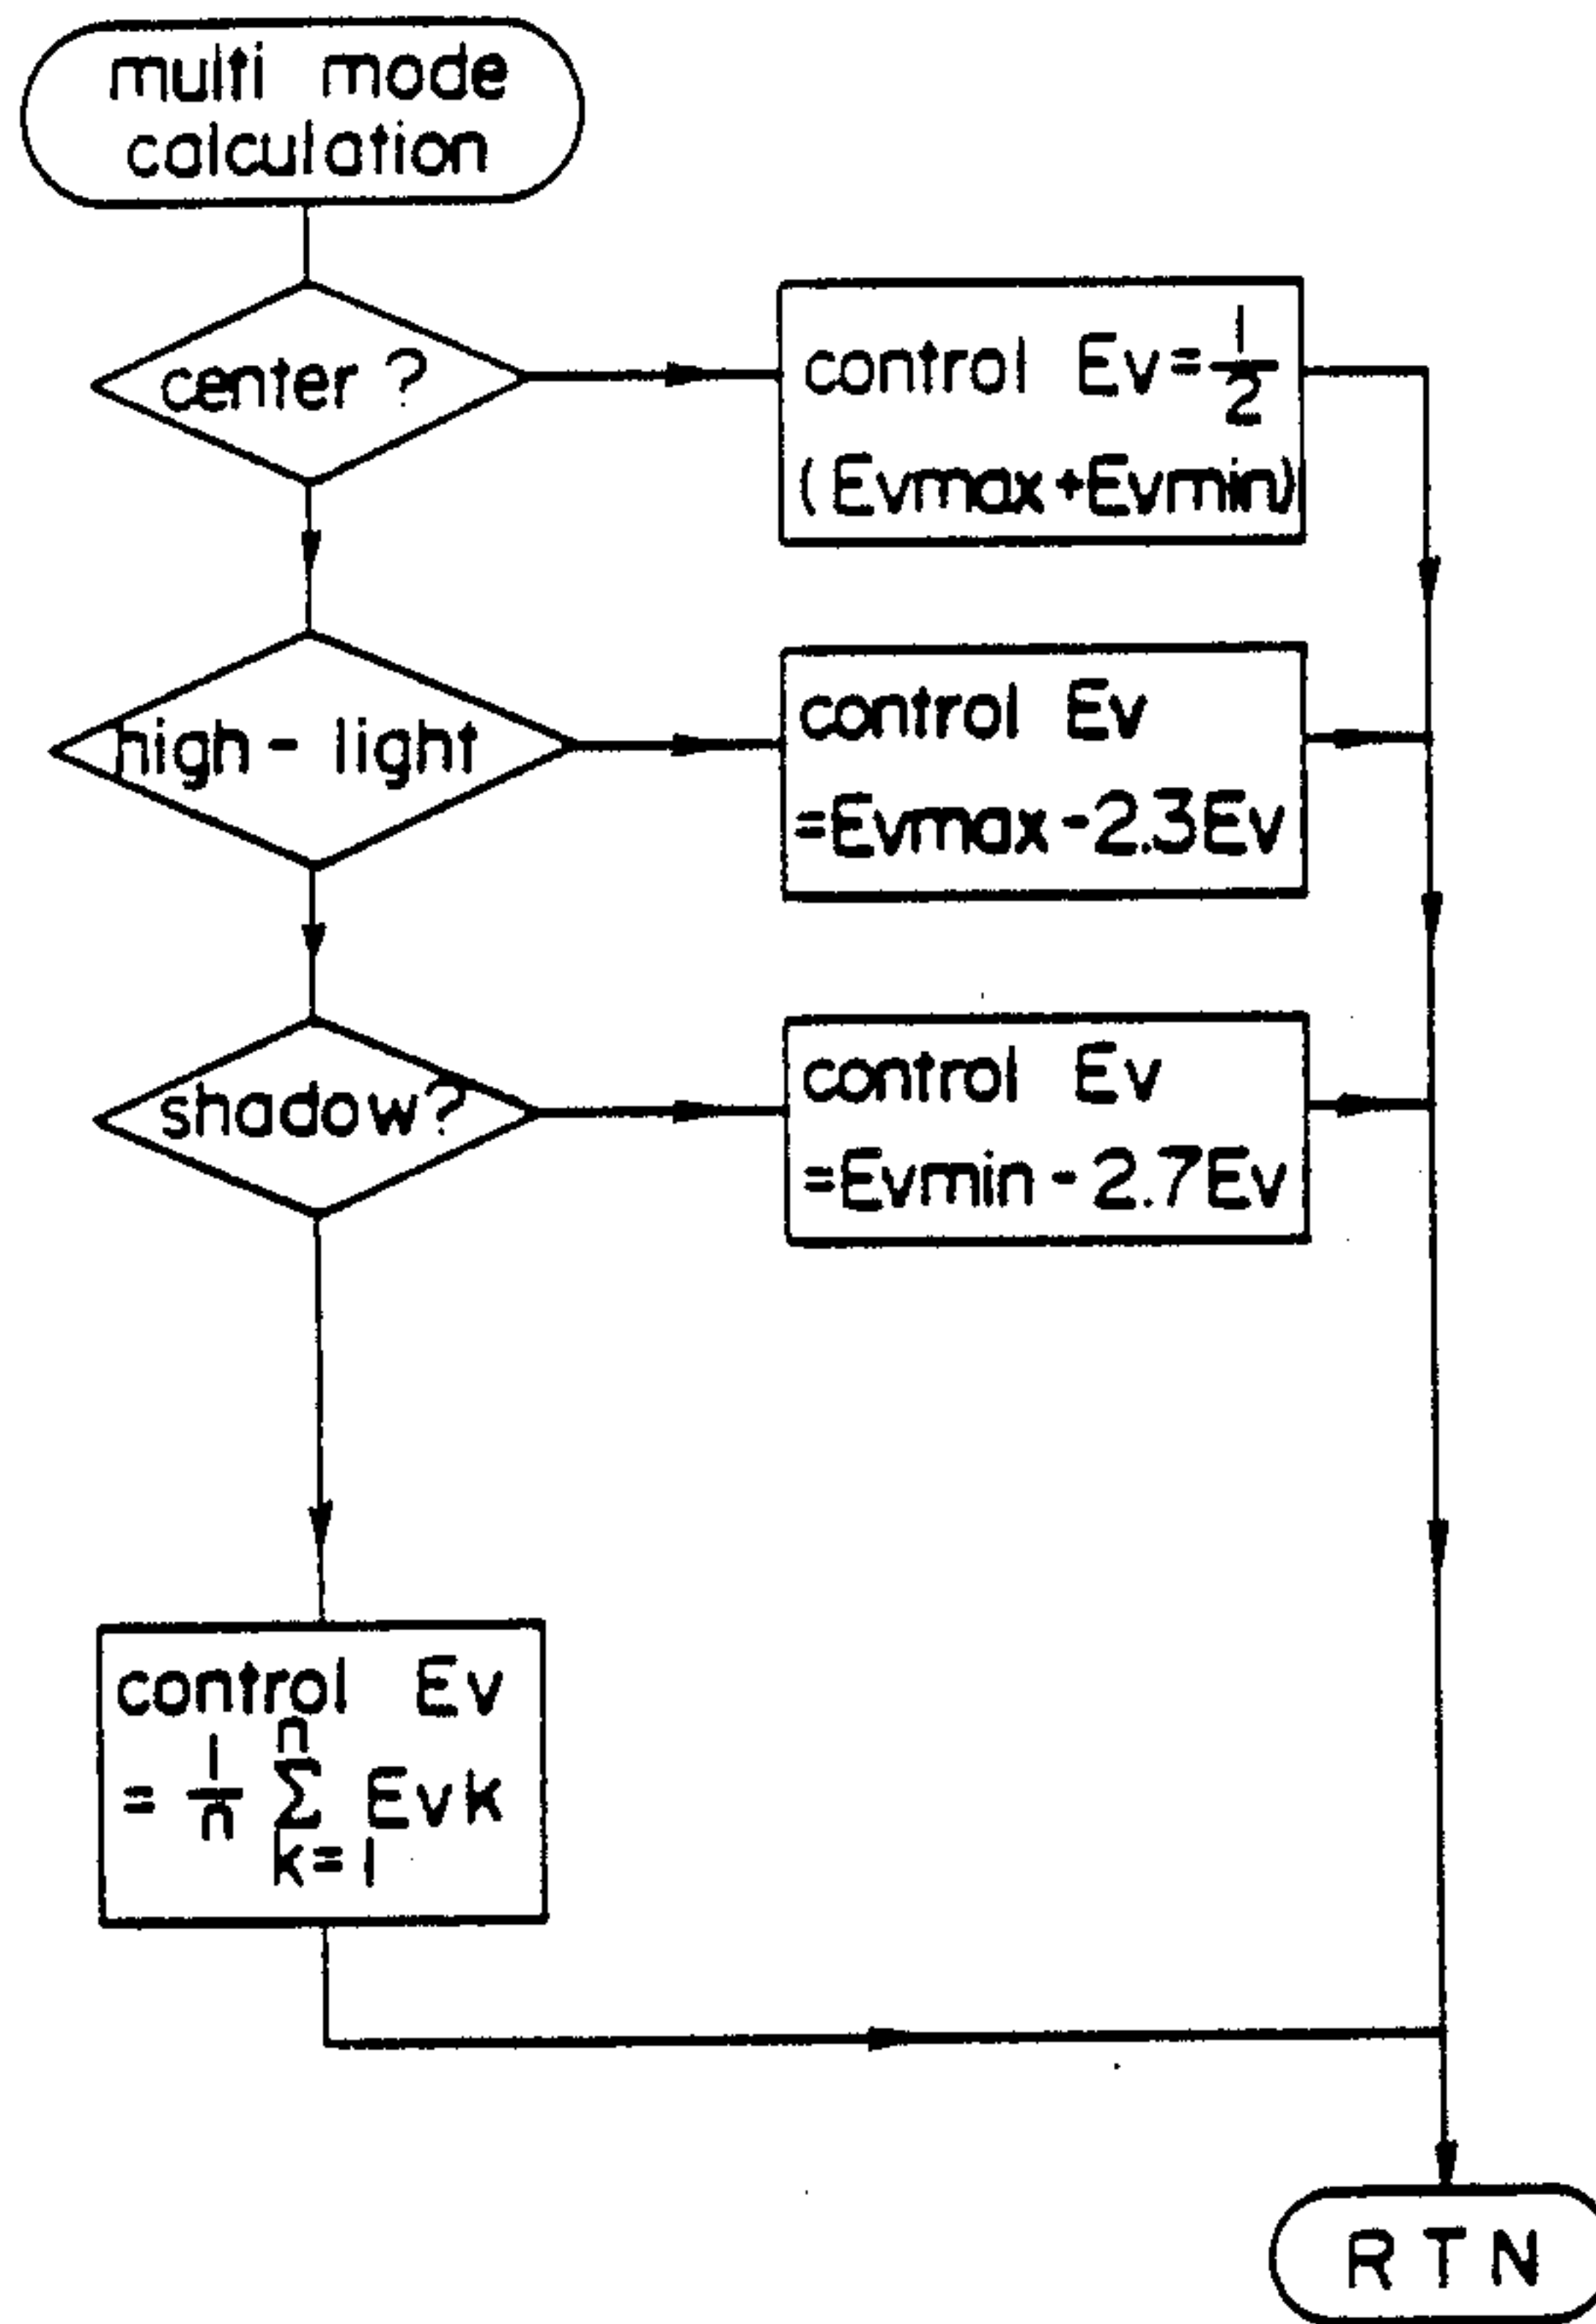 multi mode
calculation
center ?
control Ev=1/2
(Evmax+Evmin)
high- light
control Ev
=Evmax-2.3Ev
shadow?
control Ev
=Evmin-2.7Ev
control Ev
= 1/n n∑k=1 Evk
RTN